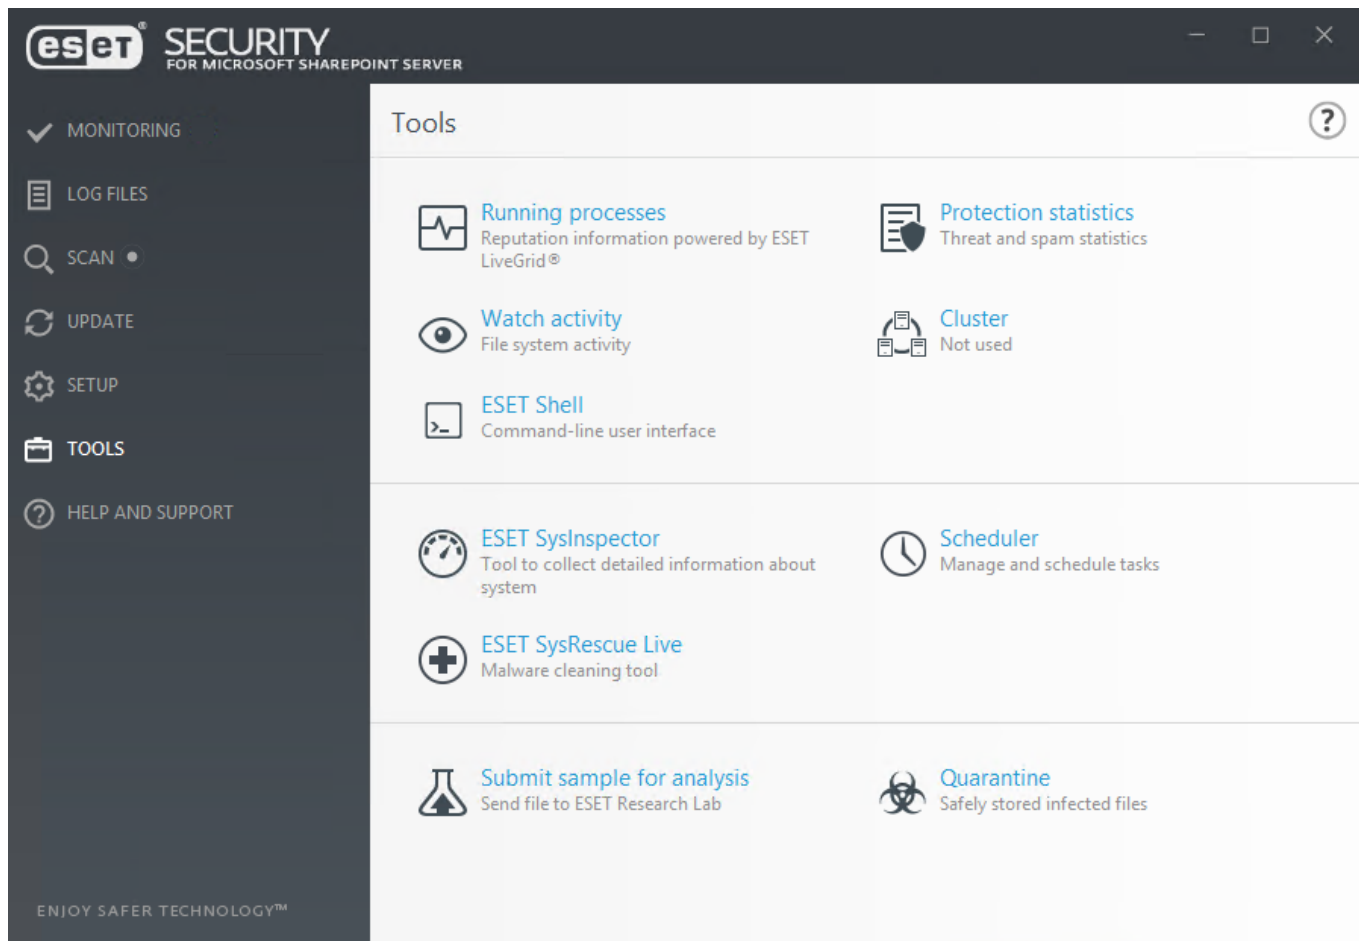 eset® SECURITY
FOR MICROSOFT SHAREPOINT SERVER
MONITORING
LOG FILES
SCAN
UPDATE
SETUP
TOOLS
HELP AND SUPPORT
ENJOY SAFER TECHNOLOGY™
Tools
?
Running processes
Reputation information powered by ESET
LiveGrid®
Protection statistics
Threat and spam statistics
Watch activity
File system activity
Cluster
Not used
ESET Shell
Command-line user interface
ESET SysInspector
Tool to collect detailed information about
system
Scheduler
Manage and schedule tasks
ESET SysRescue Live
Malware cleaning tool
Submit sample for analysis
Send file to ESET Research Lab
Quarantine
Safely stored infected files